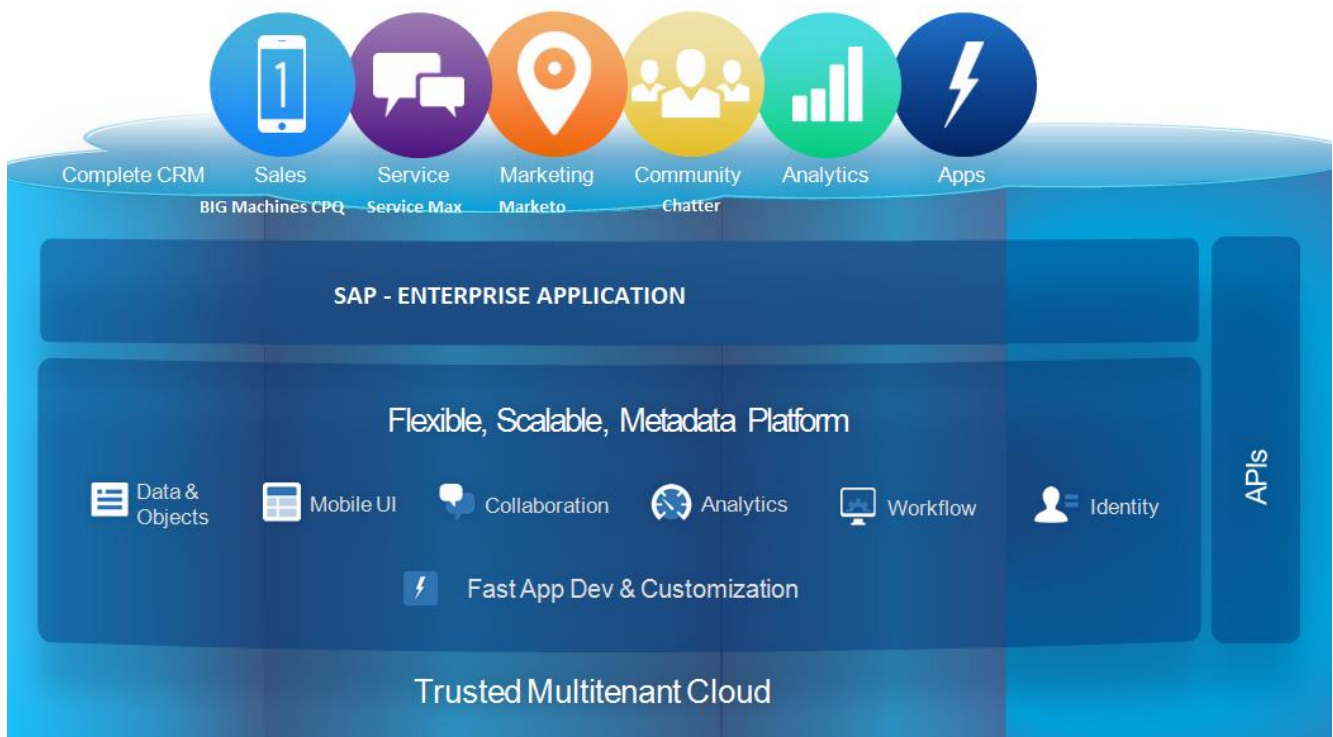 1
Complete CRM
Sales
Service
Marketing
Community
Analytics
Apps
BIG Machines CPQ
Service Max
Marketo
Chatter
SAP - ENTERPRISE APPLICATION
Flexible, Scalable, Metadata Platform
Data &
Objects
Mobile UI
Collaboration
Analytics
Workflow
Identity
Fast App Dev & Customization
APIs
Trusted Multitenant Cloud